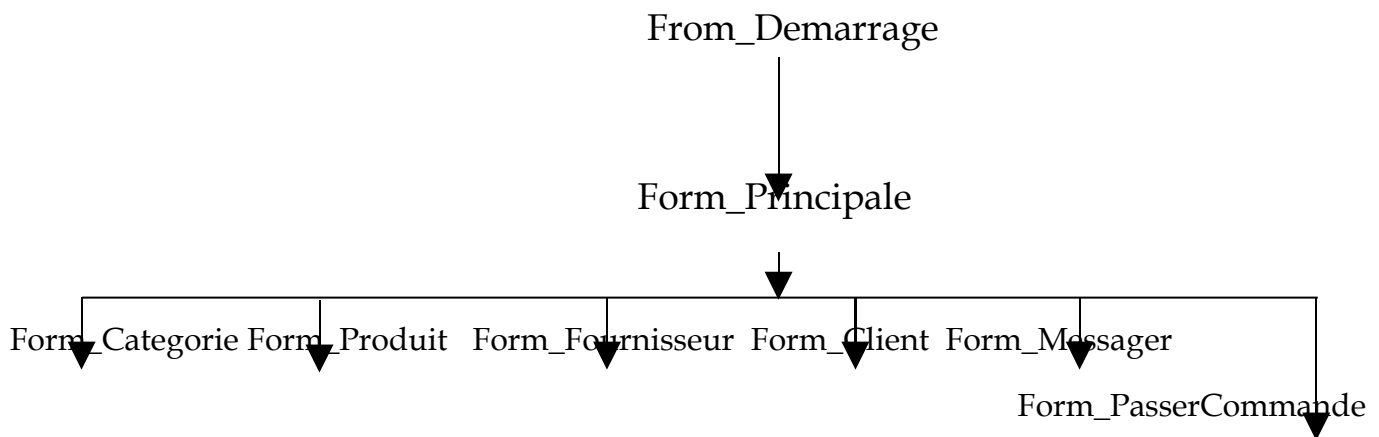 From_Demarrage
Form_Principale
Form_Categorie Form_Produit Form_Fournisseur Form_Client Form_Messager
Form_PasserCommande